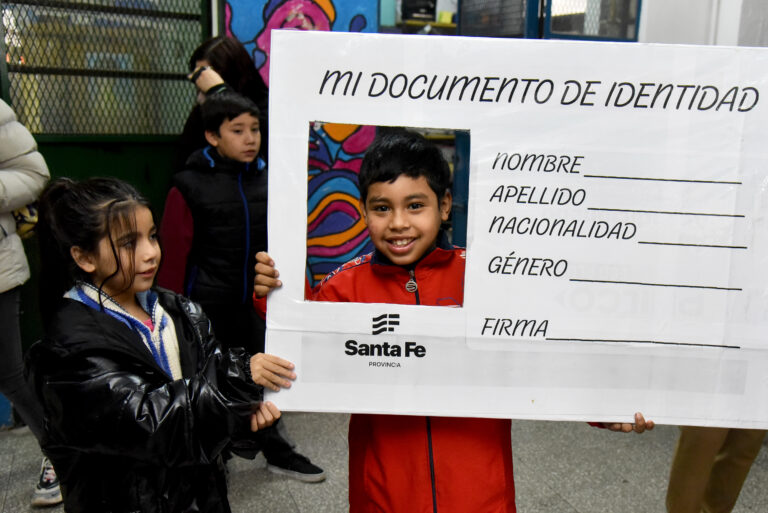 MI DOCUMENTO DE IDENTIDAD
NOMBRE
APELLIDO
NACIONALIDAD
GÉNERO
FIRMA
Santa Fe
PROVINCIA